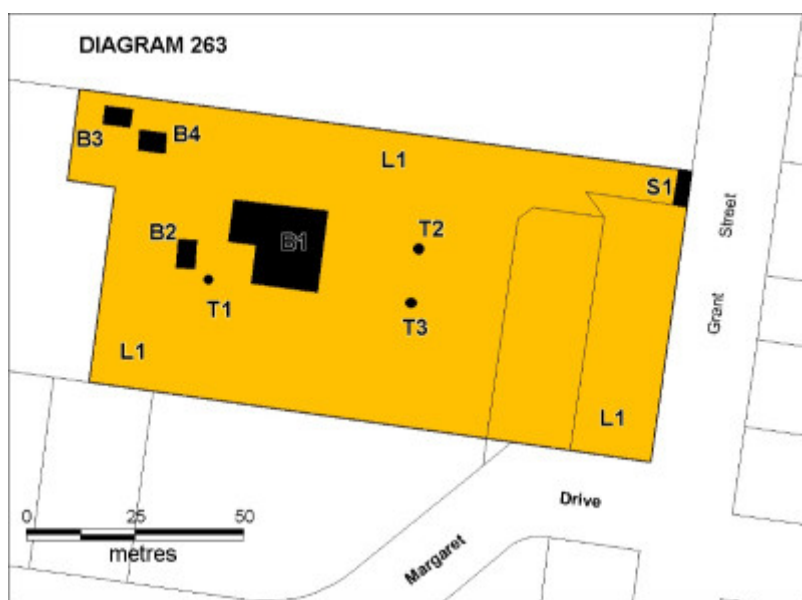 DIAGRAM 263
B3
B4
L1
S1
B2
B1
T2
T1
T3
L1
L1
Street
Grant
Drive
Margaret
0 25 50
metres